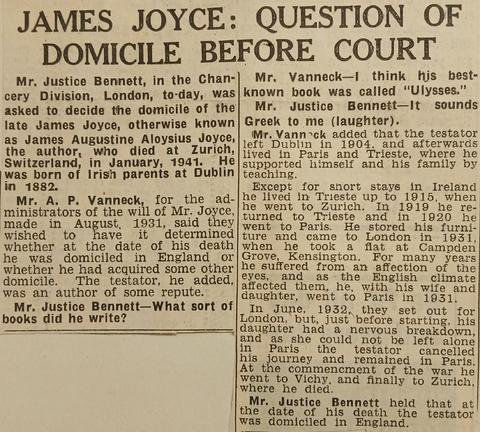 JAMES JOYCE: QUESTION OF
DOMICILE BEFORE COURT
Mr. Justice Bennett, in the Chan-
cery Division, London, to-day, was
asked to decide the domicile of the
late James Joyce, otherwise known
as James Augustine Aloysius Joyce,
the author, who died at Zurich,
Switzerland, in January, 1941. He
was born of Irish parents at Dublin
in 1882.
Mr. A. P. Vanneck, for the ad-
ministrators of the will of Mr. Joyce,
made in August, 1931, said they
wished to have it determined
whether at the date of his death
he was domiciled in England or
whether he had acquired some other
domicile. The testator, he added,
was an author of some repute.
Mr. Justice Bennett—What sort of
books did he write?
Mr. Vanneck—I think his best-
known book was called "Ulysses."
Mr. Justice Bennett—It sounds
Greek to me (laughter).
Mr. Vanneck added that the testator
left Dublin in 1904, and afterwards
lived in Paris and Trieste, where he
supported himself and his family by
teaching.
Except for short stays in Ireland
he lived in Trieste up to 1915, when
he went to Zurich. In 1919 he re-
turned to Trieste and in 1920 he
went to Paris. He stored his furni-
ture and came to London in 1931,
when he took a flat at Campden
Grove, Kensington. For many years
he suffered from an affection of the
eyes, and as the English climate
affected them, he, with his wife and
daughter, went to Paris in 1931.
In June, 1932, they set out for
London, but, just before starting, his
daughter had a nervous breakdown,
and as she could not be left alone
in Paris the testator cancelled
his journey and remained in Paris.
At the commencment of the war he
went to Vichy, and finally to Zurich,
where he died.
Mr. Justice Bennett held that at
the date of his death the testator
was domiciled in England.